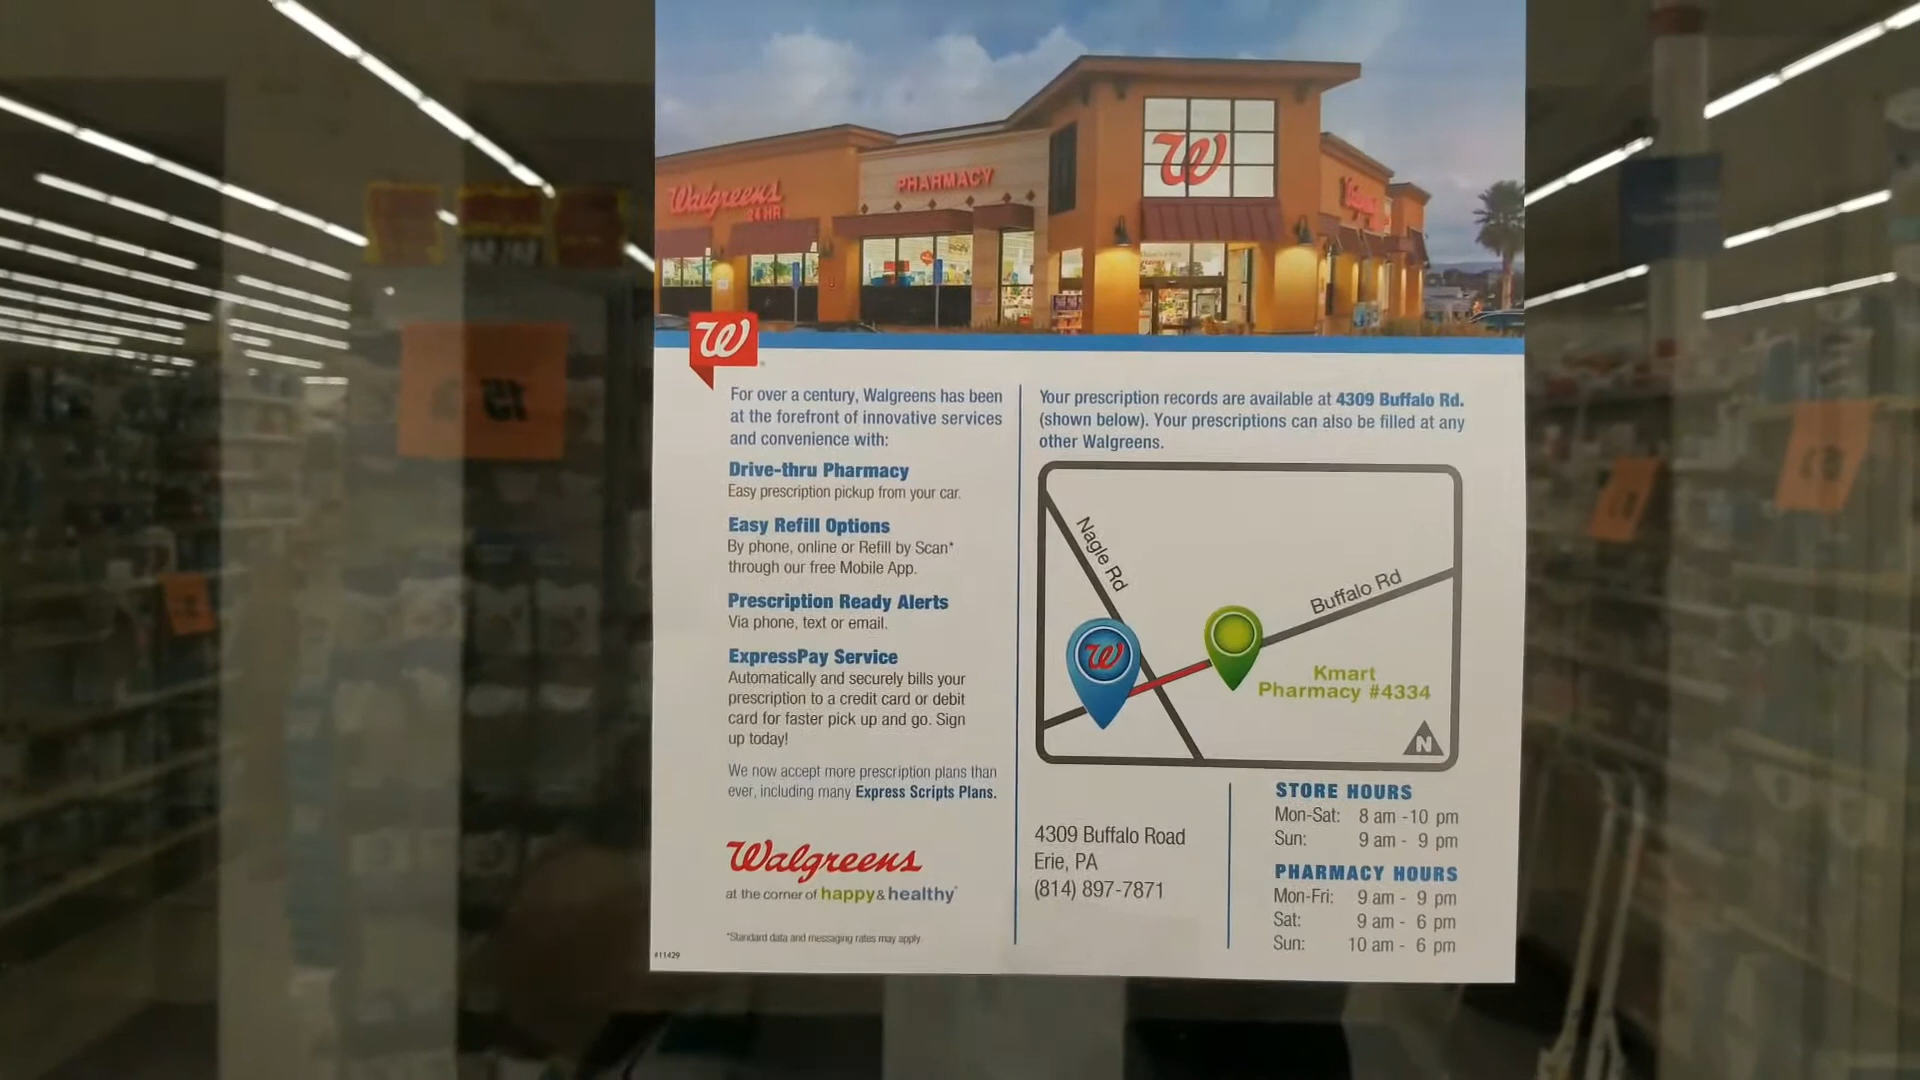 Walgreens
24 HR
PHARMACY
W
Walgreens
W
For over a century, Walgreens has been
at the forefront of innovative services
and convenience with:
Drive-thru Pharmacy
Easy prescription pickup from your car.
Easy Refill Options
By phone, online or Refill by Scan*
through our free Mobile App.
Prescription Ready Alerts
Via phone, text or email.
ExpressPay Service
Automatically and securely bills your
prescription to a credit card or debit
card for faster pick up and go. Sign
up today!
We now accept more prescription plans than
ever, including many Express Scripts Plans.
Walgreens
at the corner of happy & healthy
*Standard data and messaging rates may apply
#11429
Your prescription records are available at 4309 Buffalo Rd.
(shown below). Your prescriptions can also be filled at any
other Walgreens.
Nagle Rd
Buffalo Rd
W
Kmart
Pharmacy #4334
N
4309 Buffalo Road
Erie, PA
(814) 897-7871
STORE HOURS
Mon-Sat: 8 am -10 pm
Sun: 9 am - 9 pm
PHARMACY HOURS
Mon-Fri: 9 am - 9 pm
Sat: 9 am - 6 pm
Sun: 10 am - 6 pm